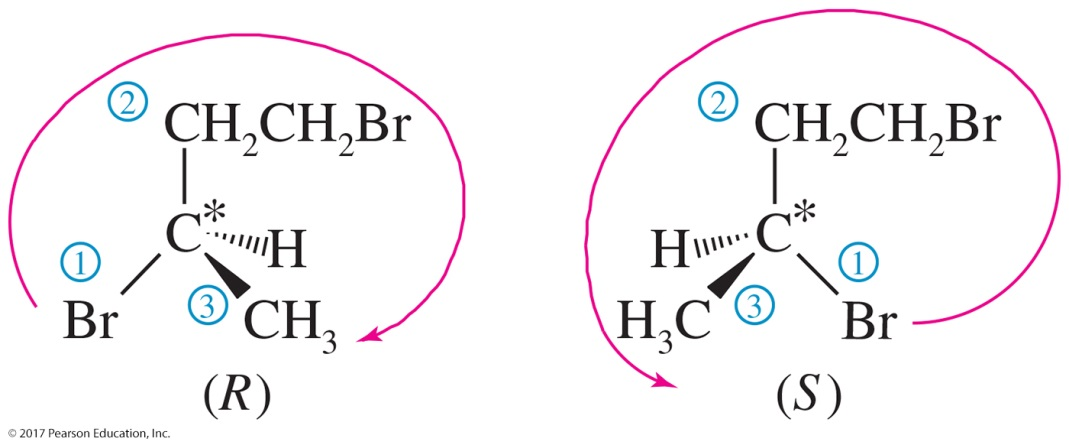 ② CH₂CH₂Br ② CH₂CH₂Br
C* H H C*
① ①
Br ③ CH₃ H₃C ③ Br
(R) (S)
© 2017 Pearson Education, Inc.